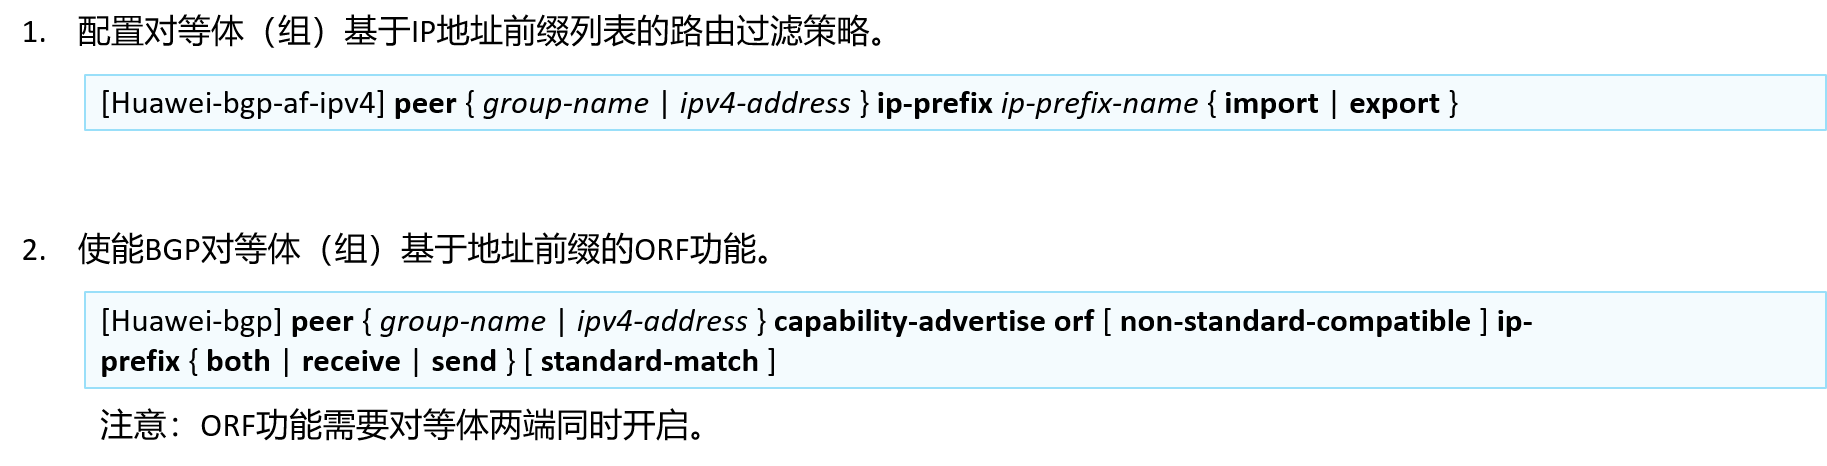 1. 配置对等体（组）基于IP地址前缀列表的路由过滤策略。
[Huawei-bgp-af-ipv4] peer { group-name | ipv4-address } ip-prefix ip-prefix-name { import | export }
2. 使能BGP对等体（组）基于地址前缀的ORF功能。
[Huawei-bgp] peer { group-name | ipv4-address } capability-advertise orf [ non-standard-compatible ] ip-
prefix { both | receive | send } [ standard-match ]
注意：ORF功能需要对等体两端同时开启。